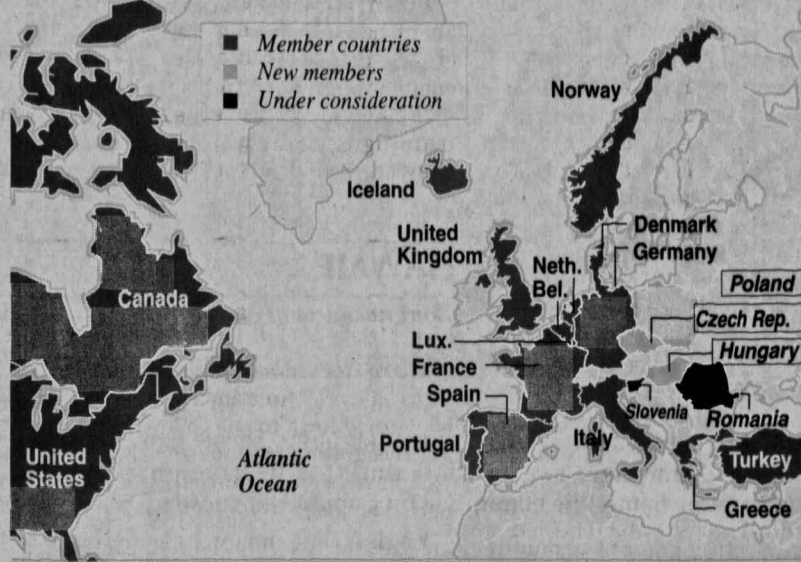 Member countries
New members
Under consideration
Norway
Iceland
United
Kingdom
Denmark
Germany
Neth.
Bel.
Poland
Czech Rep.
Hungary
Canada
Lux.
France
Spain
Slovenia
Romania
Portugal
Italy
United
States
Atlantic
Ocean
Turkey
Greece